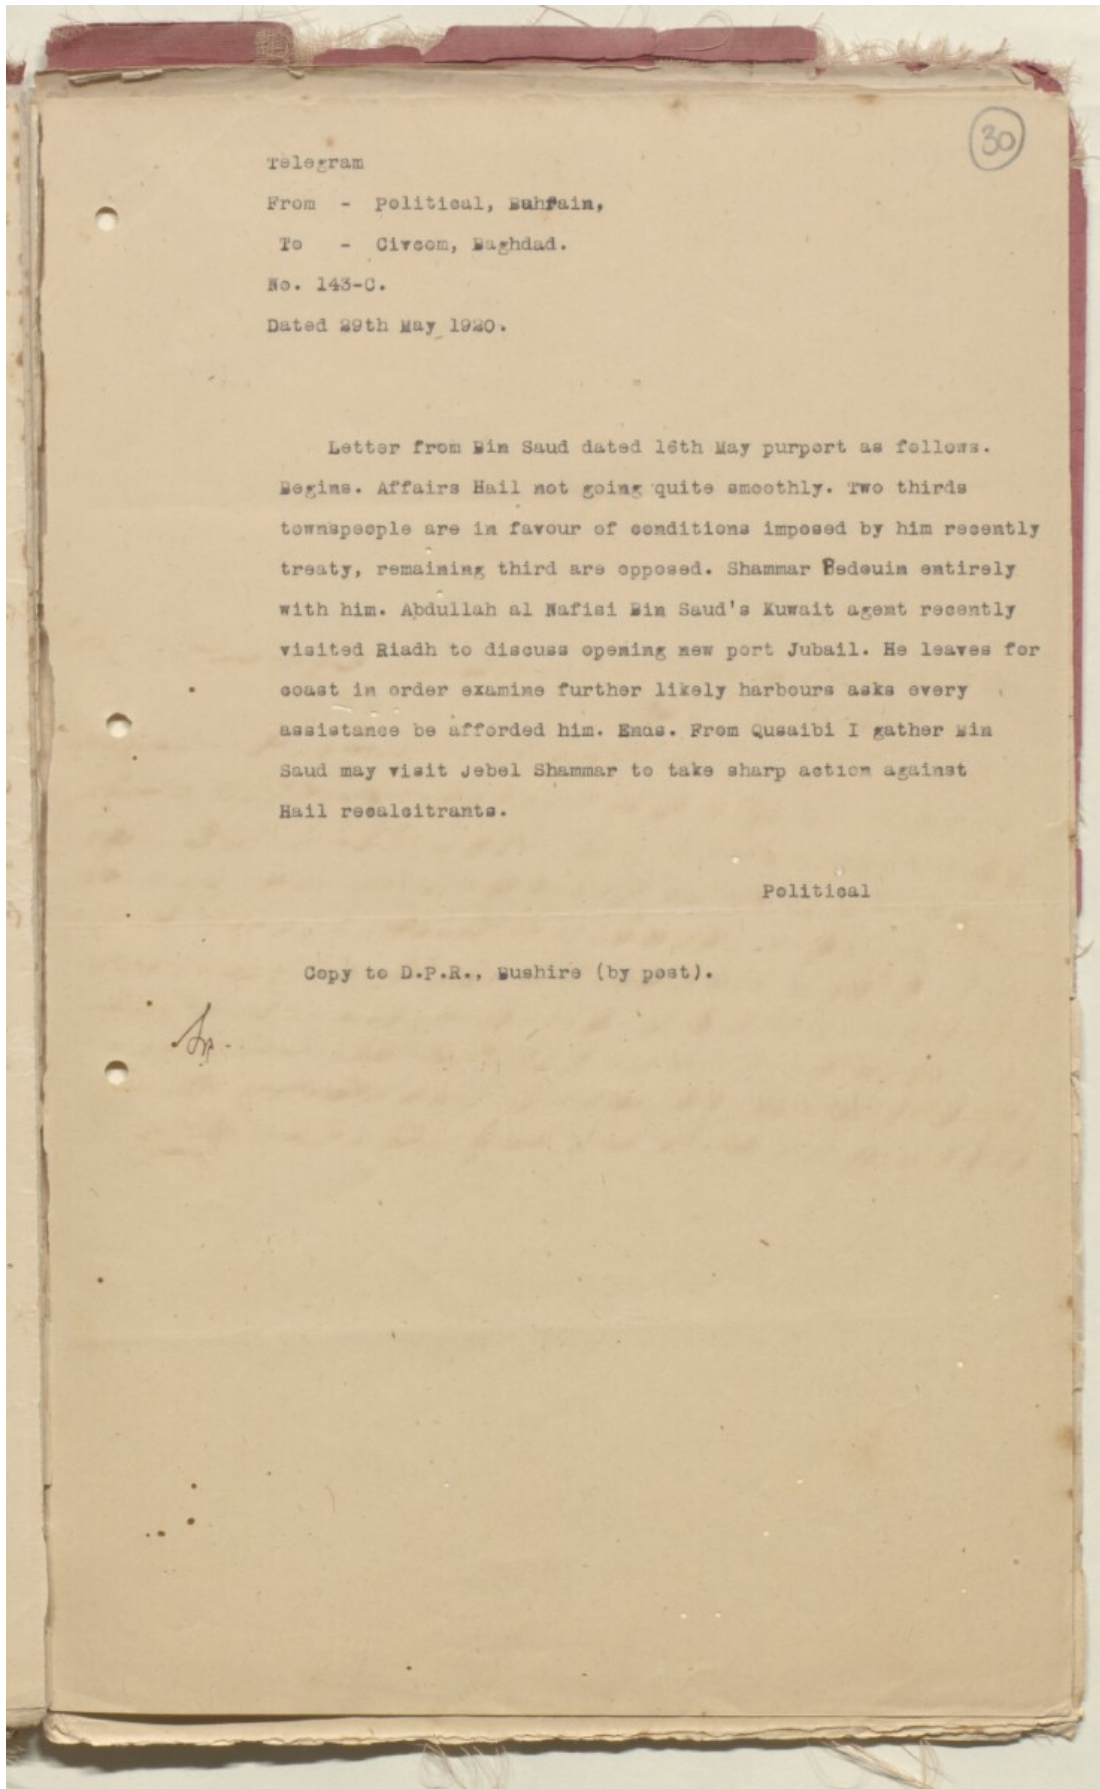 30
Telegram
From - Political, Bahrain,
To - Civcom, Baghdad.
No. 143-C.
Dated 29th May 1920.
Letter from Bin Saud dated 16th May purport as follows.
Begins. Affairs Hail not going quite smoothly. Two thirds
townspeople are in favour of conditions imposed by him recently
treaty, remaining third are opposed. Shammar Bedouin entirely
with him. Abdullah al Nafisi Bin Saud's Kuwait agent recently
visited Riadh to discuss opening new port Jubail. He leaves for
coast in order examine further likely harbours asks every
assistance be afforded him. Ends. From Qusaibi I gather Bin
Saud may visit Jebel Shammar to take sharp action against
Hail recalcitrants.
Political
Copy to D.P.R., Bushire (by post).